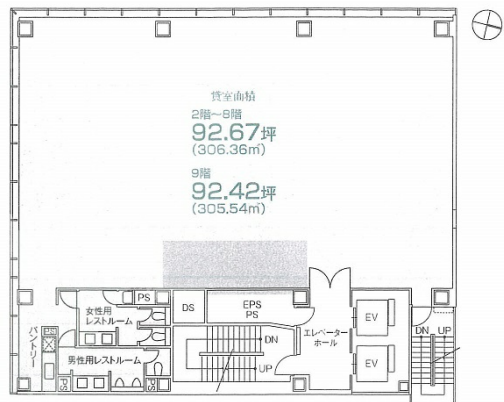 貸室面積
2階～8階
92.67坪
(306.36㎡)
9階
92.42坪
(305.54㎡)
PS
女性用
レストルーム
DS
EPS
PS
エレベーター
ホール
EV
DN
UP
DN UP
EV
PS
パントリー
男性用レストルーム
PS
PS